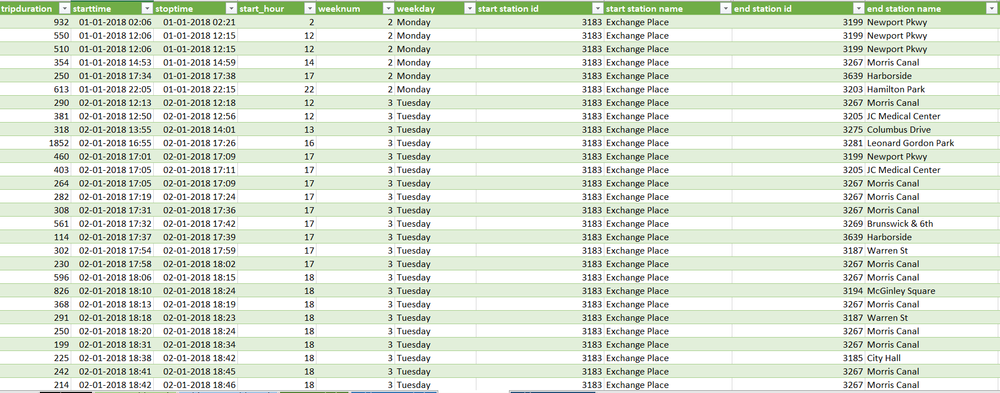 tripduration starttime stoptime start_hour weeknum weekday start station id start station name end station id end station name
932 01-01-2018 02:06 01-01-2018 02:21 2 2 Monday 3183 Exchange Place 3199 Newport Pkwy
550 01-01-2018 12:06 01-01-2018 12:15 12 2 Monday 3183 Exchange Place 3199 Newport Pkwy
510 01-01-2018 12:06 01-01-2018 12:15 12 2 Monday 3183 Exchange Place 3199 Newport Pkwy
354 01-01-2018 14:53 01-01-2018 14:59 14 2 Monday 3183 Exchange Place 3267 Morris Canal
250 01-01-2018 17:34 01-01-2018 17:38 17 2 Monday 3183 Exchange Place 3639 Harborside
613 01-01-2018 22:05 01-01-2018 22:15 22 2 Monday 3183 Exchange Place 3203 Hamilton Park
290 02-01-2018 12:13 02-01-2018 12:18 12 3 Tuesday 3183 Exchange Place 3267 Morris Canal
381 02-01-2018 12:50 02-01-2018 12:56 12 3 Tuesday 3183 Exchange Place 3205 JC Medical Center
318 02-01-2018 13:55 02-01-2018 14:01 13 3 Tuesday 3183 Exchange Place 3275 Columbus Drive
1852 02-01-2018 16:55 02-01-2018 17:26 16 3 Tuesday 3183 Exchange Place 3281 Leonard Gordon Park
460 02-01-2018 17:01 02-01-2018 17:09 17 3 Tuesday 3183 Exchange Place 3199 Newport Pkwy
403 02-01-2018 17:05 02-01-2018 17:11 17 3 Tuesday 3183 Exchange Place 3205 JC Medical Center
264 02-01-2018 17:05 02-01-2018 17:09 17 3 Tuesday 3183 Exchange Place 3267 Morris Canal
282 02-01-2018 17:19 02-01-2018 17:24 17 3 Tuesday 3183 Exchange Place 3267 Morris Canal
308 02-01-2018 17:31 02-01-2018 17:36 17 3 Tuesday 3183 Exchange Place 3267 Morris Canal
561 02-01-2018 17:32 02-01-2018 17:42 17 3 Tuesday 3183 Exchange Place 3269 Brunswick & 6th
114 02-01-2018 17:37 02-01-2018 17:39 17 3 Tuesday 3183 Exchange Place 3639 Harborside
302 02-01-2018 17:54 02-01-2018 17:59 17 3 Tuesday 3183 Exchange Place 3187 Warren St
230 02-01-2018 17:58 02-01-2018 18:02 17 3 Tuesday 3183 Exchange Place 3267 Morris Canal
596 02-01-2018 18:06 02-01-2018 18:15 18 3 Tuesday 3183 Exchange Place 3267 Morris Canal
826 02-01-2018 18:10 02-01-2018 18:24 18 3 Tuesday 3183 Exchange Place 3194 McGinley Square
368 02-01-2018 18:13 02-01-2018 18:19 18 3 Tuesday 3183 Exchange Place 3267 Morris Canal
291 02-01-2018 18:18 02-01-2018 18:23 18 3 Tuesday 3183 Exchange Place 3187 Warren St
250 02-01-2018 18:20 02-01-2018 18:24 18 3 Tuesday 3183 Exchange Place 3267 Morris Canal
199 02-01-2018 18:31 02-01-2018 18:34 18 3 Tuesday 3183 Exchange Place 3267 Morris Canal
225 02-01-2018 18:38 02-01-2018 18:42 18 3 Tuesday 3183 Exchange Place 3185 City Hall
242 02-01-2018 18:41 02-01-2018 18:45 18 3 Tuesday 3183 Exchange Place 3267 Morris Canal
214 02-01-2018 18:42 02-01-2018 18:46 18 3 Tuesday 3183 Exchange Place 3267 Morris Canal